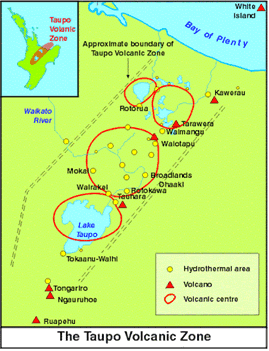 Taupo
Volcanic
Zone
White
Island
Bay of Plenty
Approximate boundary of
Taupo Volcanic Zone
Waikato
River
Rotorua
Kawerau
Tarawera
Waimangu
Waiotapu
Mokai
Broadlands
Ohaaki
Wairakei
Rotokawa
Tauhara
Lake
Taupo
Tokaanu-Waihi
Tongariro
Ngauruhoe
Ruapehu
Hydrothermal area
Volcano
Volcanic centre
The Taupo Volcanic Zone